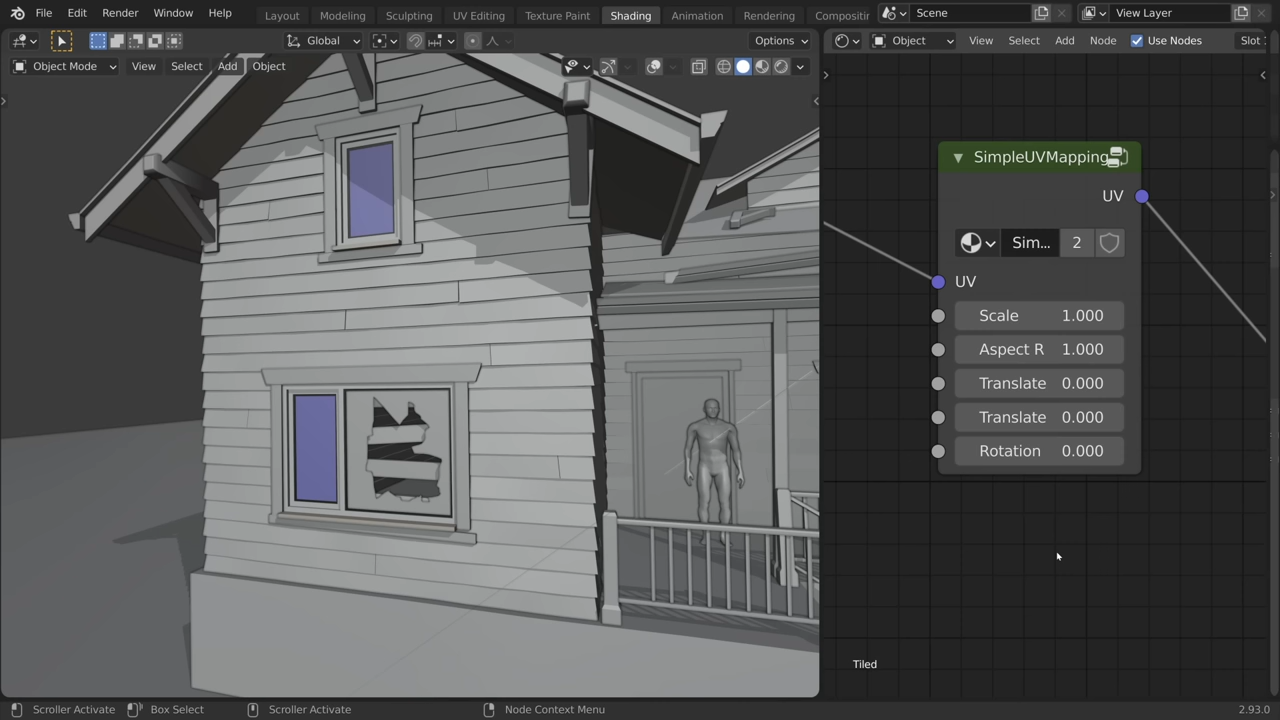 File Edit Render Window Help Layout Modeling Sculpting UV Editing Texture Paint Shading Animation Rendering Compositin Scene View Layer
Global Options Object View Select Add Node Use Nodes Slot
Object Mode View Select Add Object
SimpleUVMapping
UV
Sim... 2
UV
Scale 1.000
Aspect R 1.000
Translate 0.000
Translate 0.000
Rotation 0.000
Tiled
Scroller Activate Box Select Scroller Activate Node Context Menu 2.93.0